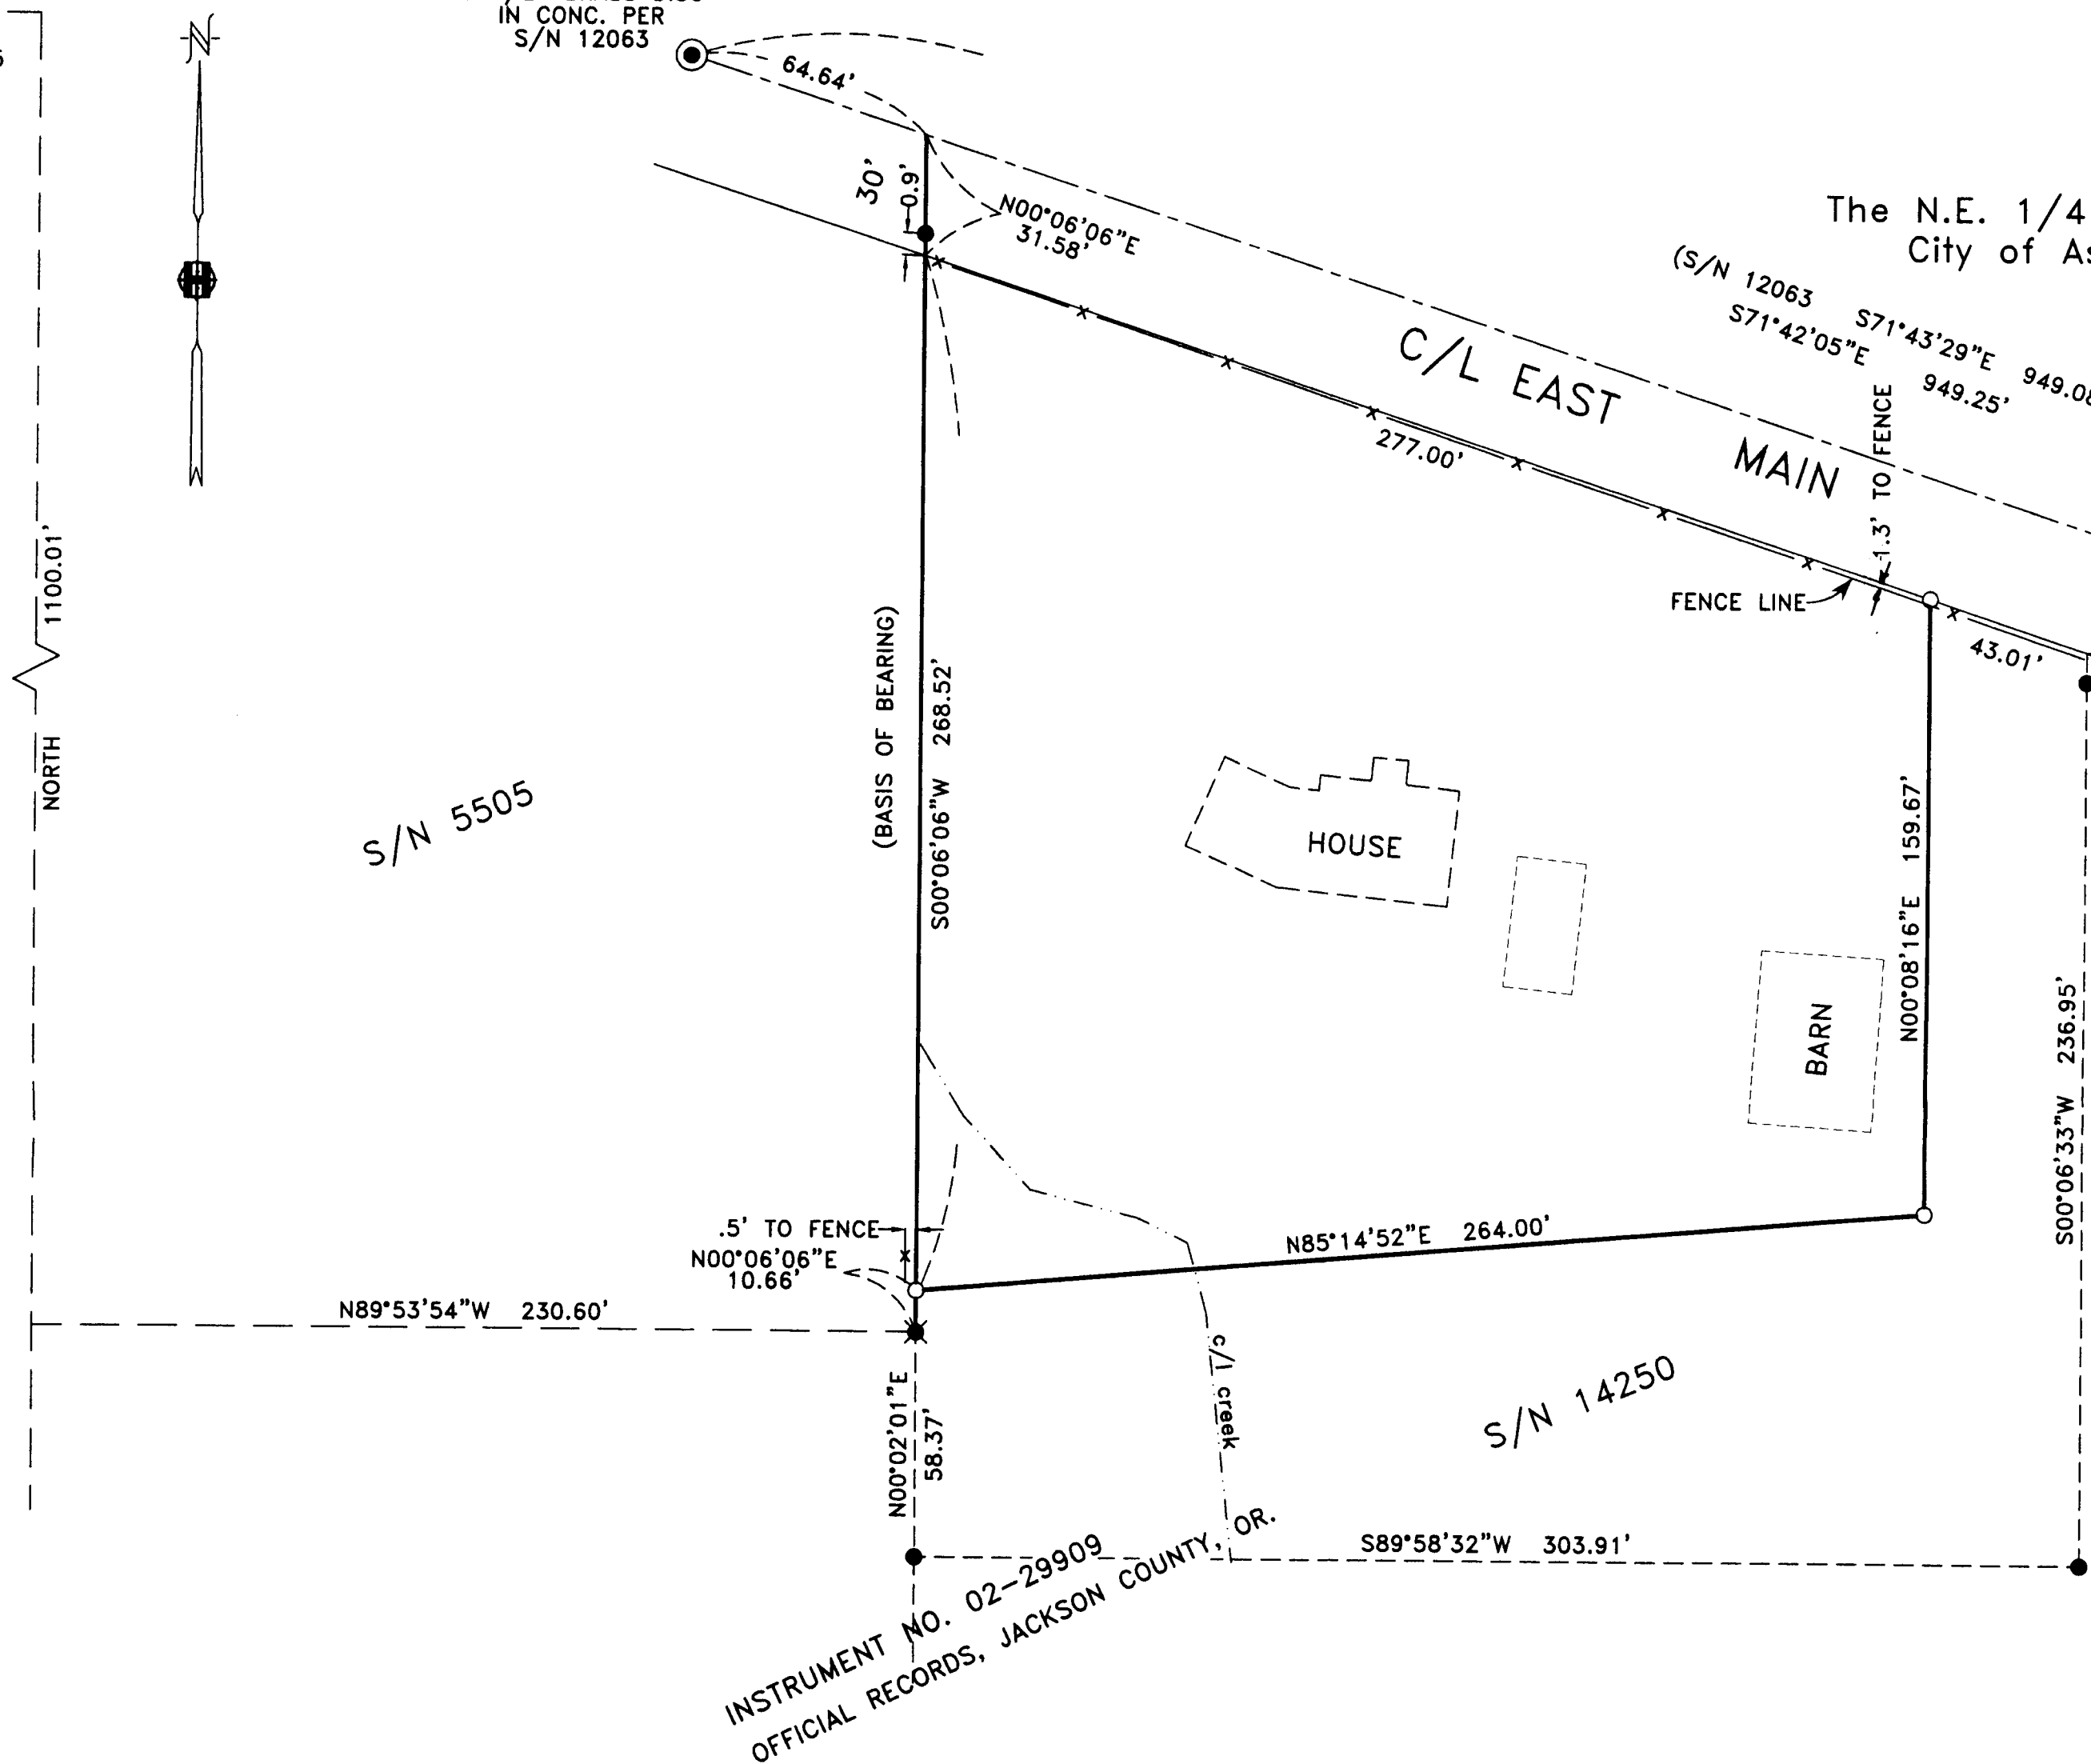 IN CONC. PER
S/N 12063
N
64.64'
30'
0.9'
N00°06'06"E
31.58'
The N.E. 1/4
City of As
(S/N 12063 S71°43'29"E 949.08
S71°42'05"E 949.25'
C/L EAST MAIN
277.00'
1.3' TO FENCE
FENCE LINE
43.01'
1100.01'
NORTH
S/N 5505
(BASIS OF BEARING)
S00°06'06"W 268.52'
HOUSE
BARN
N00°08'16"E 159.67'
S00°06'33"W 236.95'
.5' TO FENCE
N00°06'06"E
10.66'
N85°14'52"E 264.00'
N89°53'54"W 230.60'
N00°02'01"E
58.37'
c/l creek
S/N 14250
S89°58'32"W 303.91'
INSTRUMENT NO. 02-29909
OFFICIAL RECORDS, JACKSON COUNTY, OR.